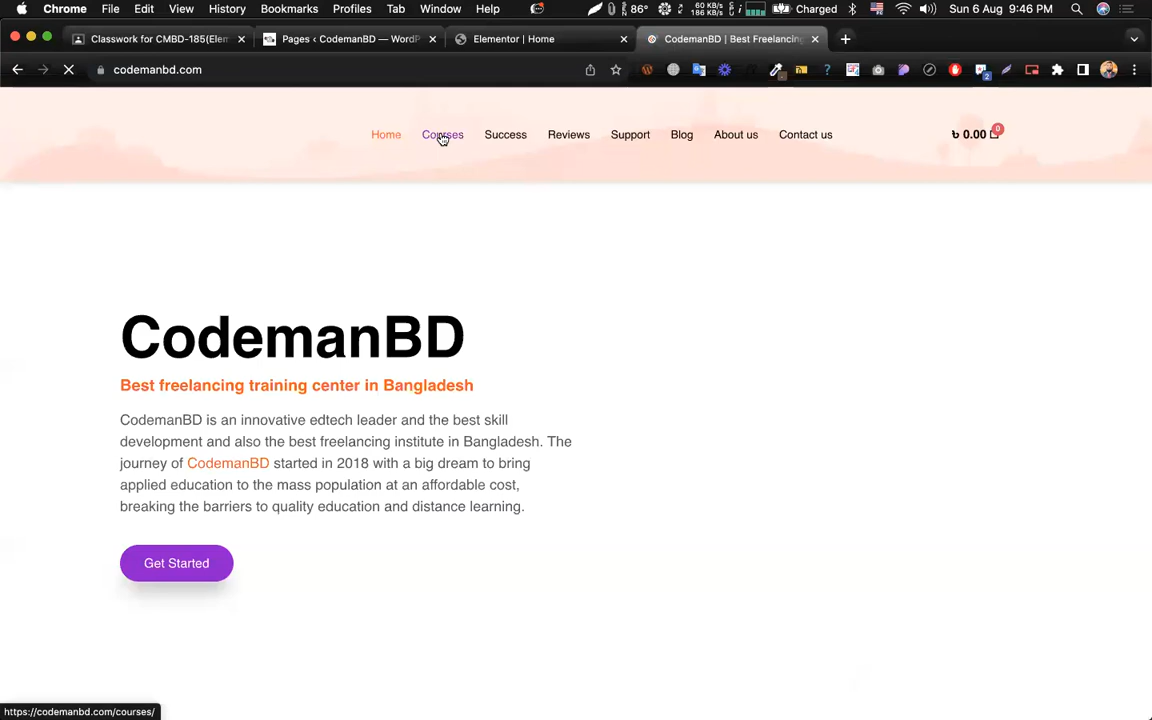 Chrome File Edit View History Bookmarks Profiles Tab Window Help 86° 60 KB/s 186 KB/s Charged Sun 6 Aug 9:46 PM
Classwork for CMBD-185(Elem Pages ‹ CodemanBD — WordP Elementor | Home CodemanBD | Best Freelancing
codemanbd.com
Home Courses Success Reviews Support Blog About us Contact us ৳ 0.00 0
CodemanBD
Best freelancing training center in Bangladesh
CodemanBD is an innovative edtech leader and the best skill
development and also the best freelancing institute in Bangladesh. The
journey of CodemanBD started in 2018 with a big dream to bring
applied education to the mass population at an affordable cost,
breaking the barriers to quality education and distance learning.
Get Started
https://codemanbd.com/courses/